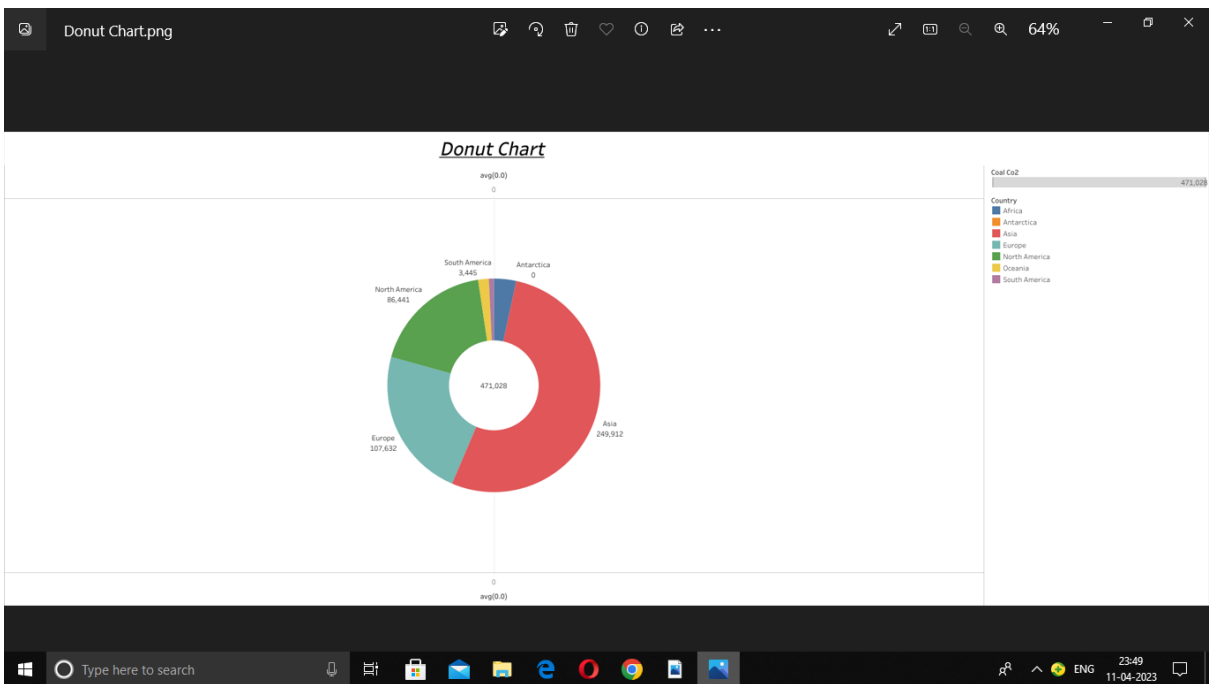 Donut Chart.png
64%
Donut Chart
avg(0.0)
0
Coal Co2
471,028
Country
Africa
Antarctica
Asia
Europe
North America
Oceania
South America
South America
3,445
Antarctica
0
North America
86,441
471,028
Asia
249,912
Europe
107,632
0
avg(0.0)
Type here to search
ENG
23:49
11-04-2023